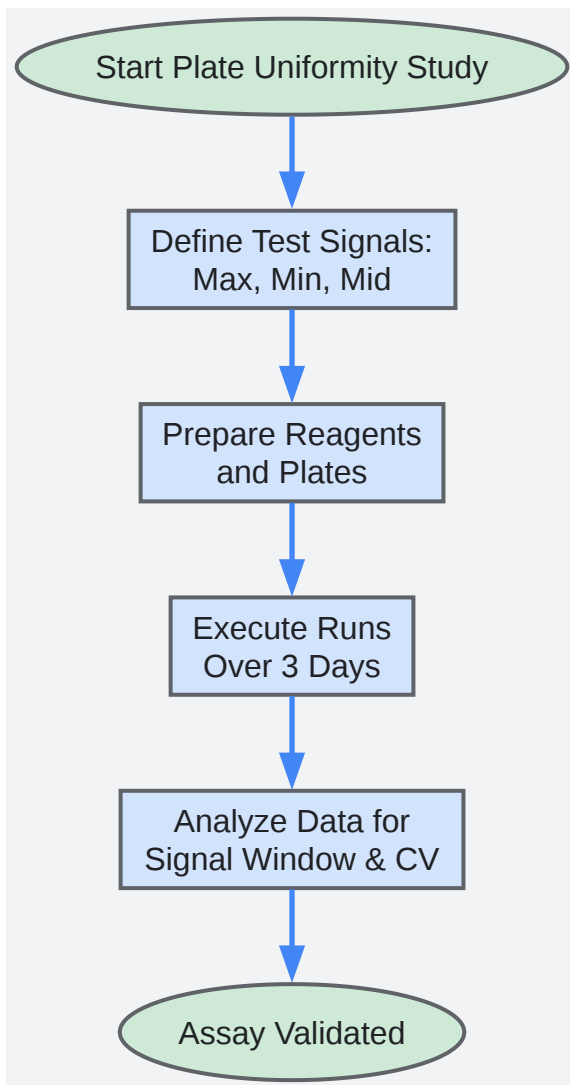 Start Plate Uniformity Study
Define Test Signals:
Max, Min, Mid
Prepare Reagents
and Plates
Execute Runs
Over 3 Days
Analyze Data for
Signal Window & CV
Assay Validated